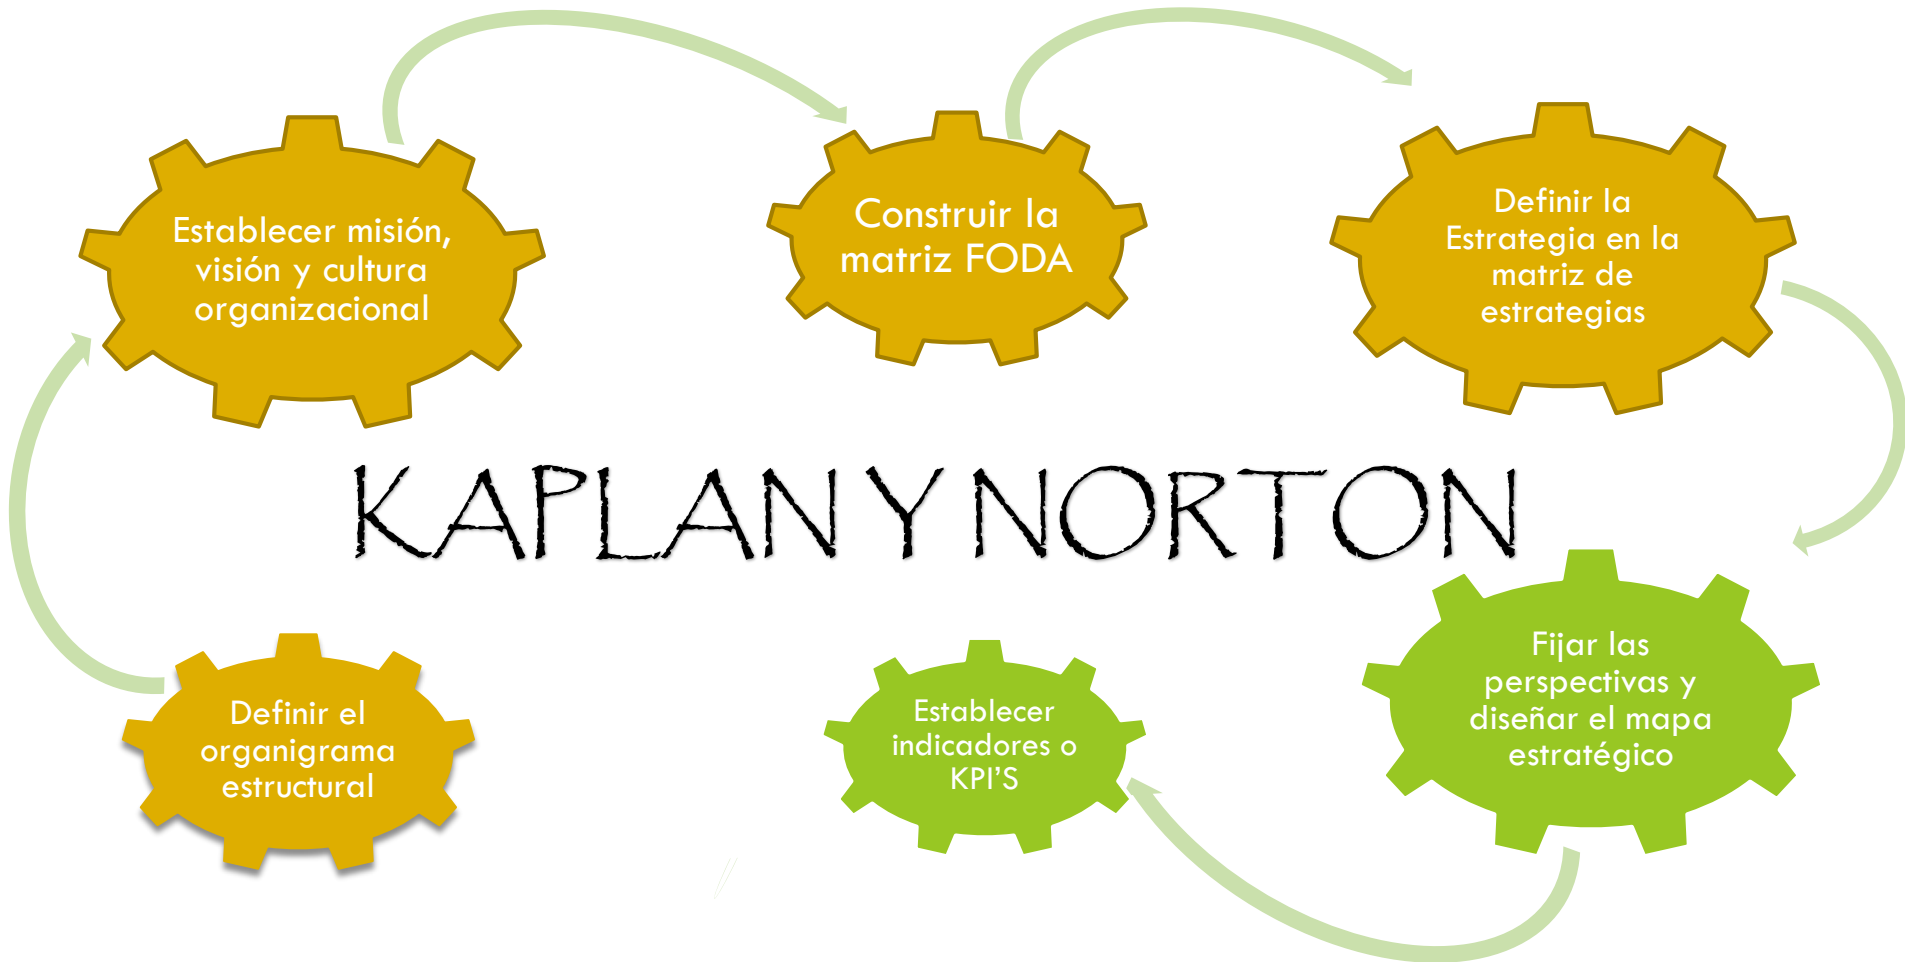 Establecer misión,
visión y cultura
organizacional
Construir la
matriz FODA
Definir la
Estrategia en la
matriz de
estrategias
KAPLAN Y NORTON
Definir el
organigrama
estructural
Establecer
indicadores o
KPI’S
Fijar las
perspectivas y
diseñar el mapa
estratégico